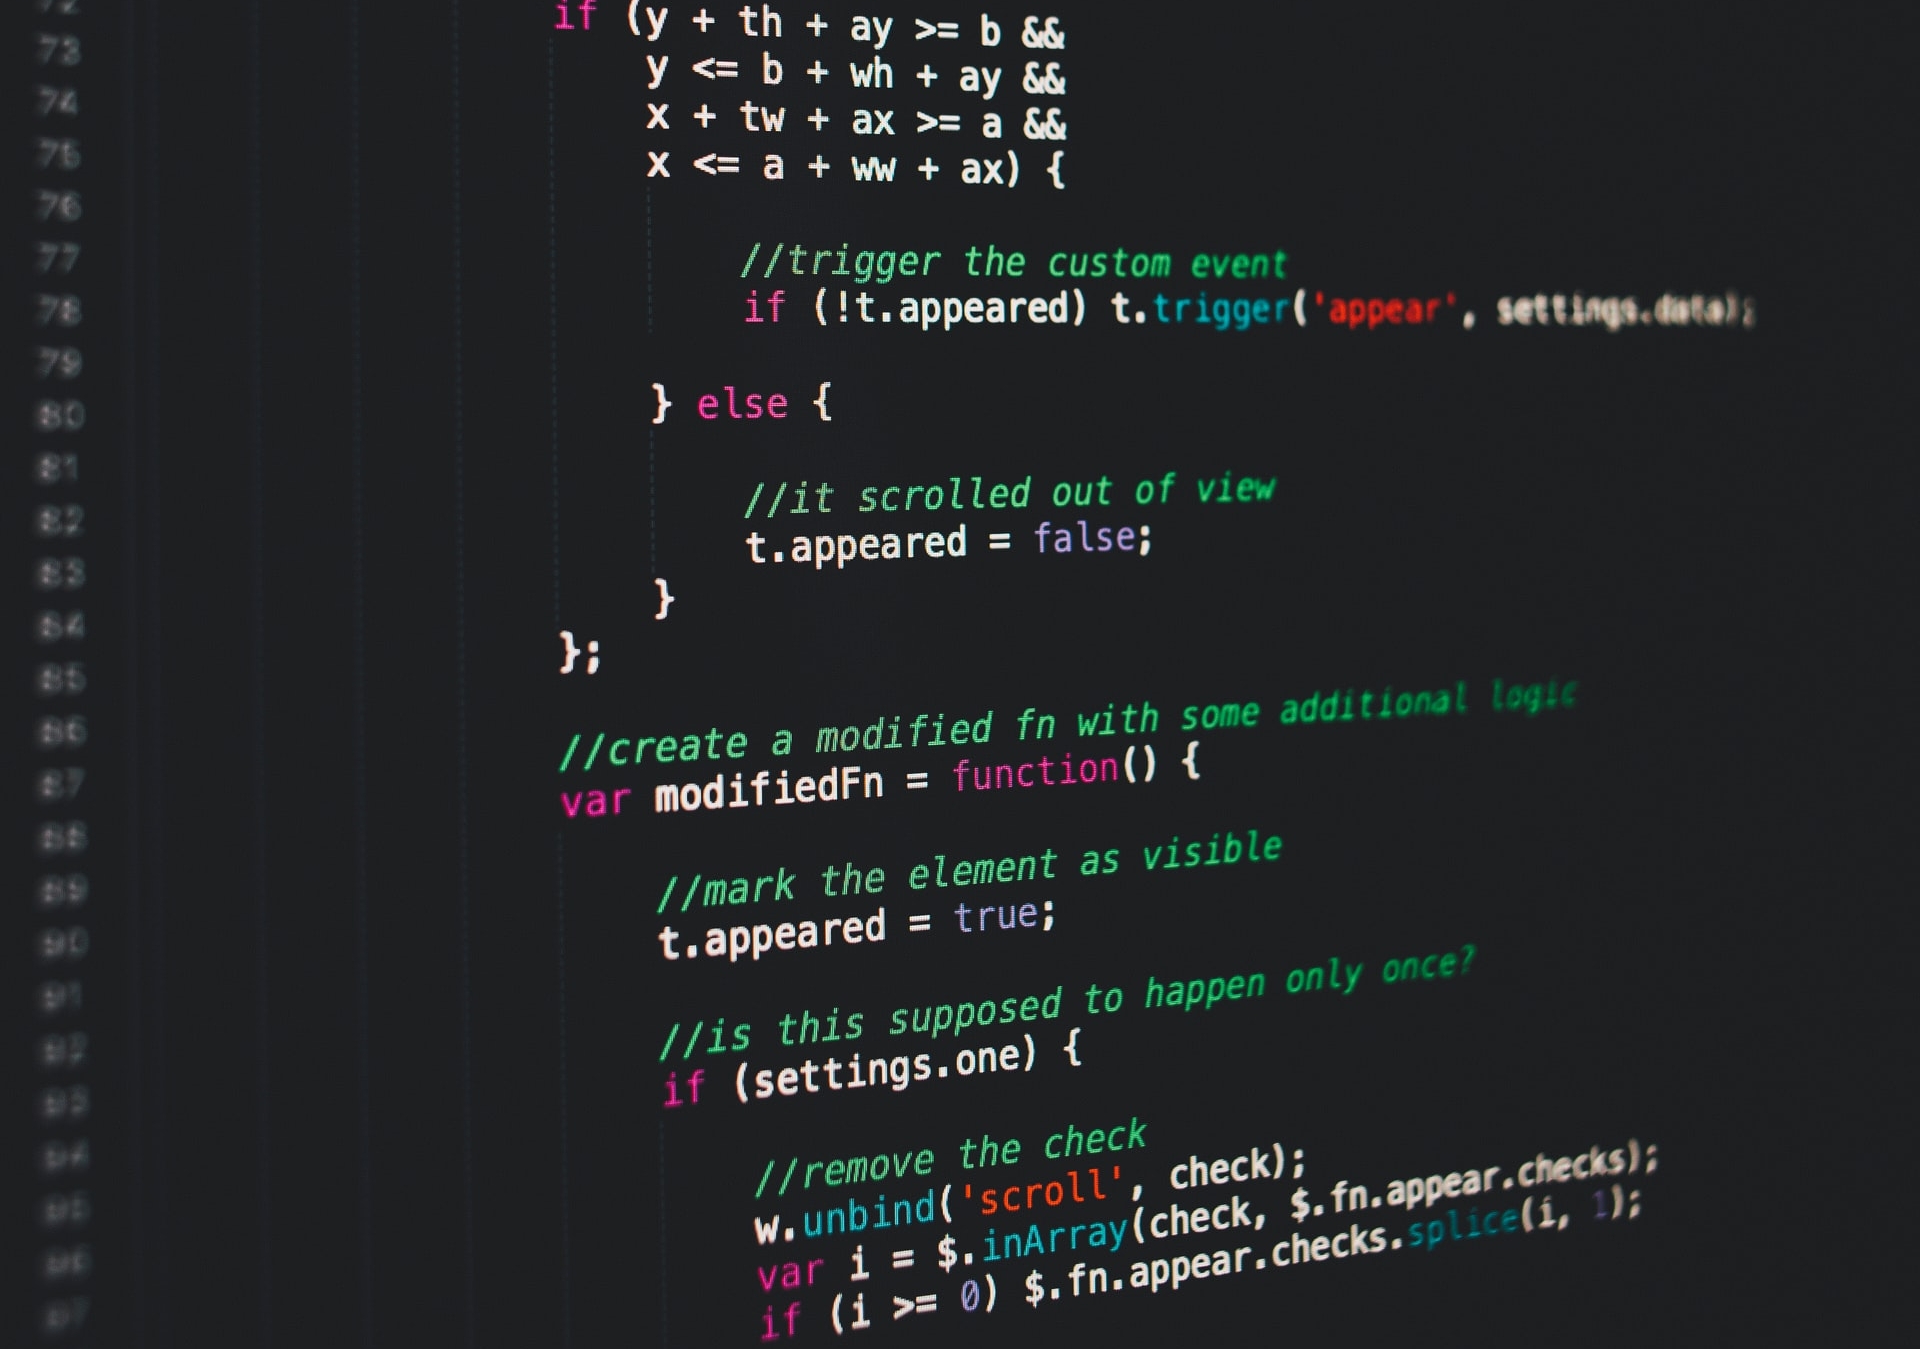 72
73
74
75
76
77
78
79
80
81
82
83
84
85
86
87
88
89
90
91
92
93
94
95
96
97
if (y + th + ay >= b &&
y <= b + wh + ay &&
x + tw + ax >= a &&
x <= a + ww + ax) {
//trigger the custom event
if (!t.appeared) t.trigger('appear', settings.data);
} else {
//it scrolled out of view
t.appeared = false;
}
};
//create a modified fn with some additional logic
var modifiedFn = function() {
//mark the element as visible
t.appeared = true;
//is this supposed to happen only once?
if (settings.one) {
//remove the check
w.unbind('scroll', check);
var i = $.inArray(check, $.fn.appear.checks);
if (i >= 0) $.fn.appear.checks.splice(i, 1);